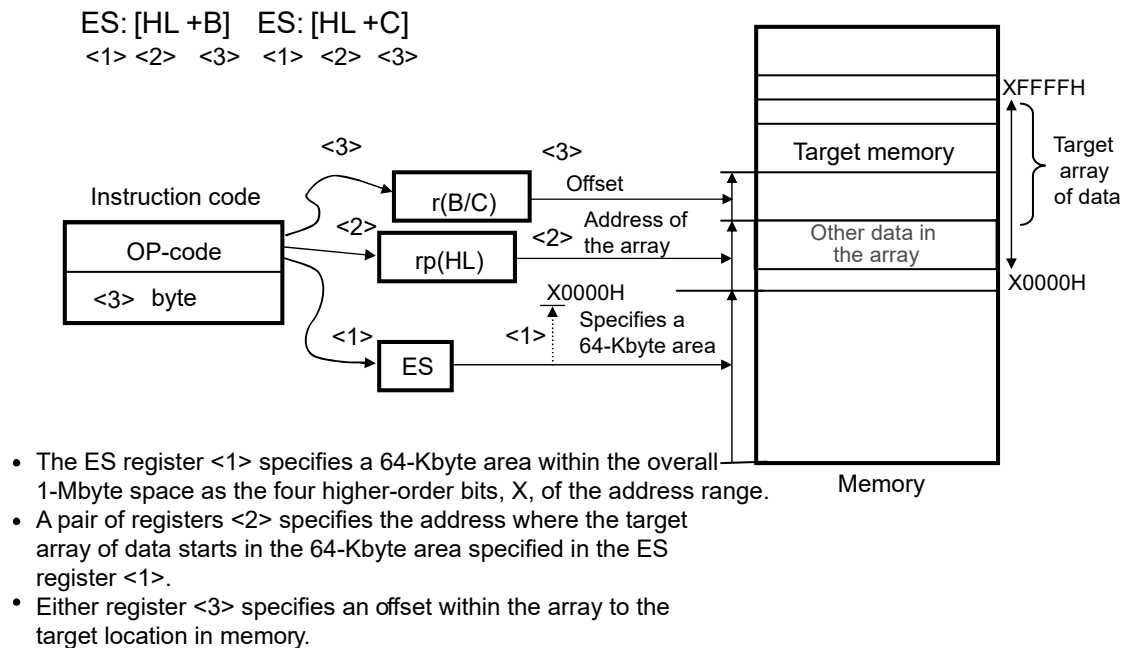 ES: [HL +B] ES: [HL +C]
<1> <2> <3> <1> <2> <3>
XFFFFH
Target
array
of data
<3>
<3>
Target memory
Instruction code
r(B/C)
Offset
OP-code
<2>
rp(HL)
<2>
Address of
the array
Other data in
the array
<3> byte
X0000H
X0000H
<1>
ES
<1>
Specifies a
64-Kbyte area
Memory
• The ES register <1> specifies a 64-Kbyte area within the overall
1-Mbyte space as the four higher-order bits, X, of the address range.
• A pair of registers <2> specifies the address where the target
array of data starts in the 64-Kbyte area specified in the ES
register <1>.
• Either register <3> specifies an offset within the array to the
target location in memory.